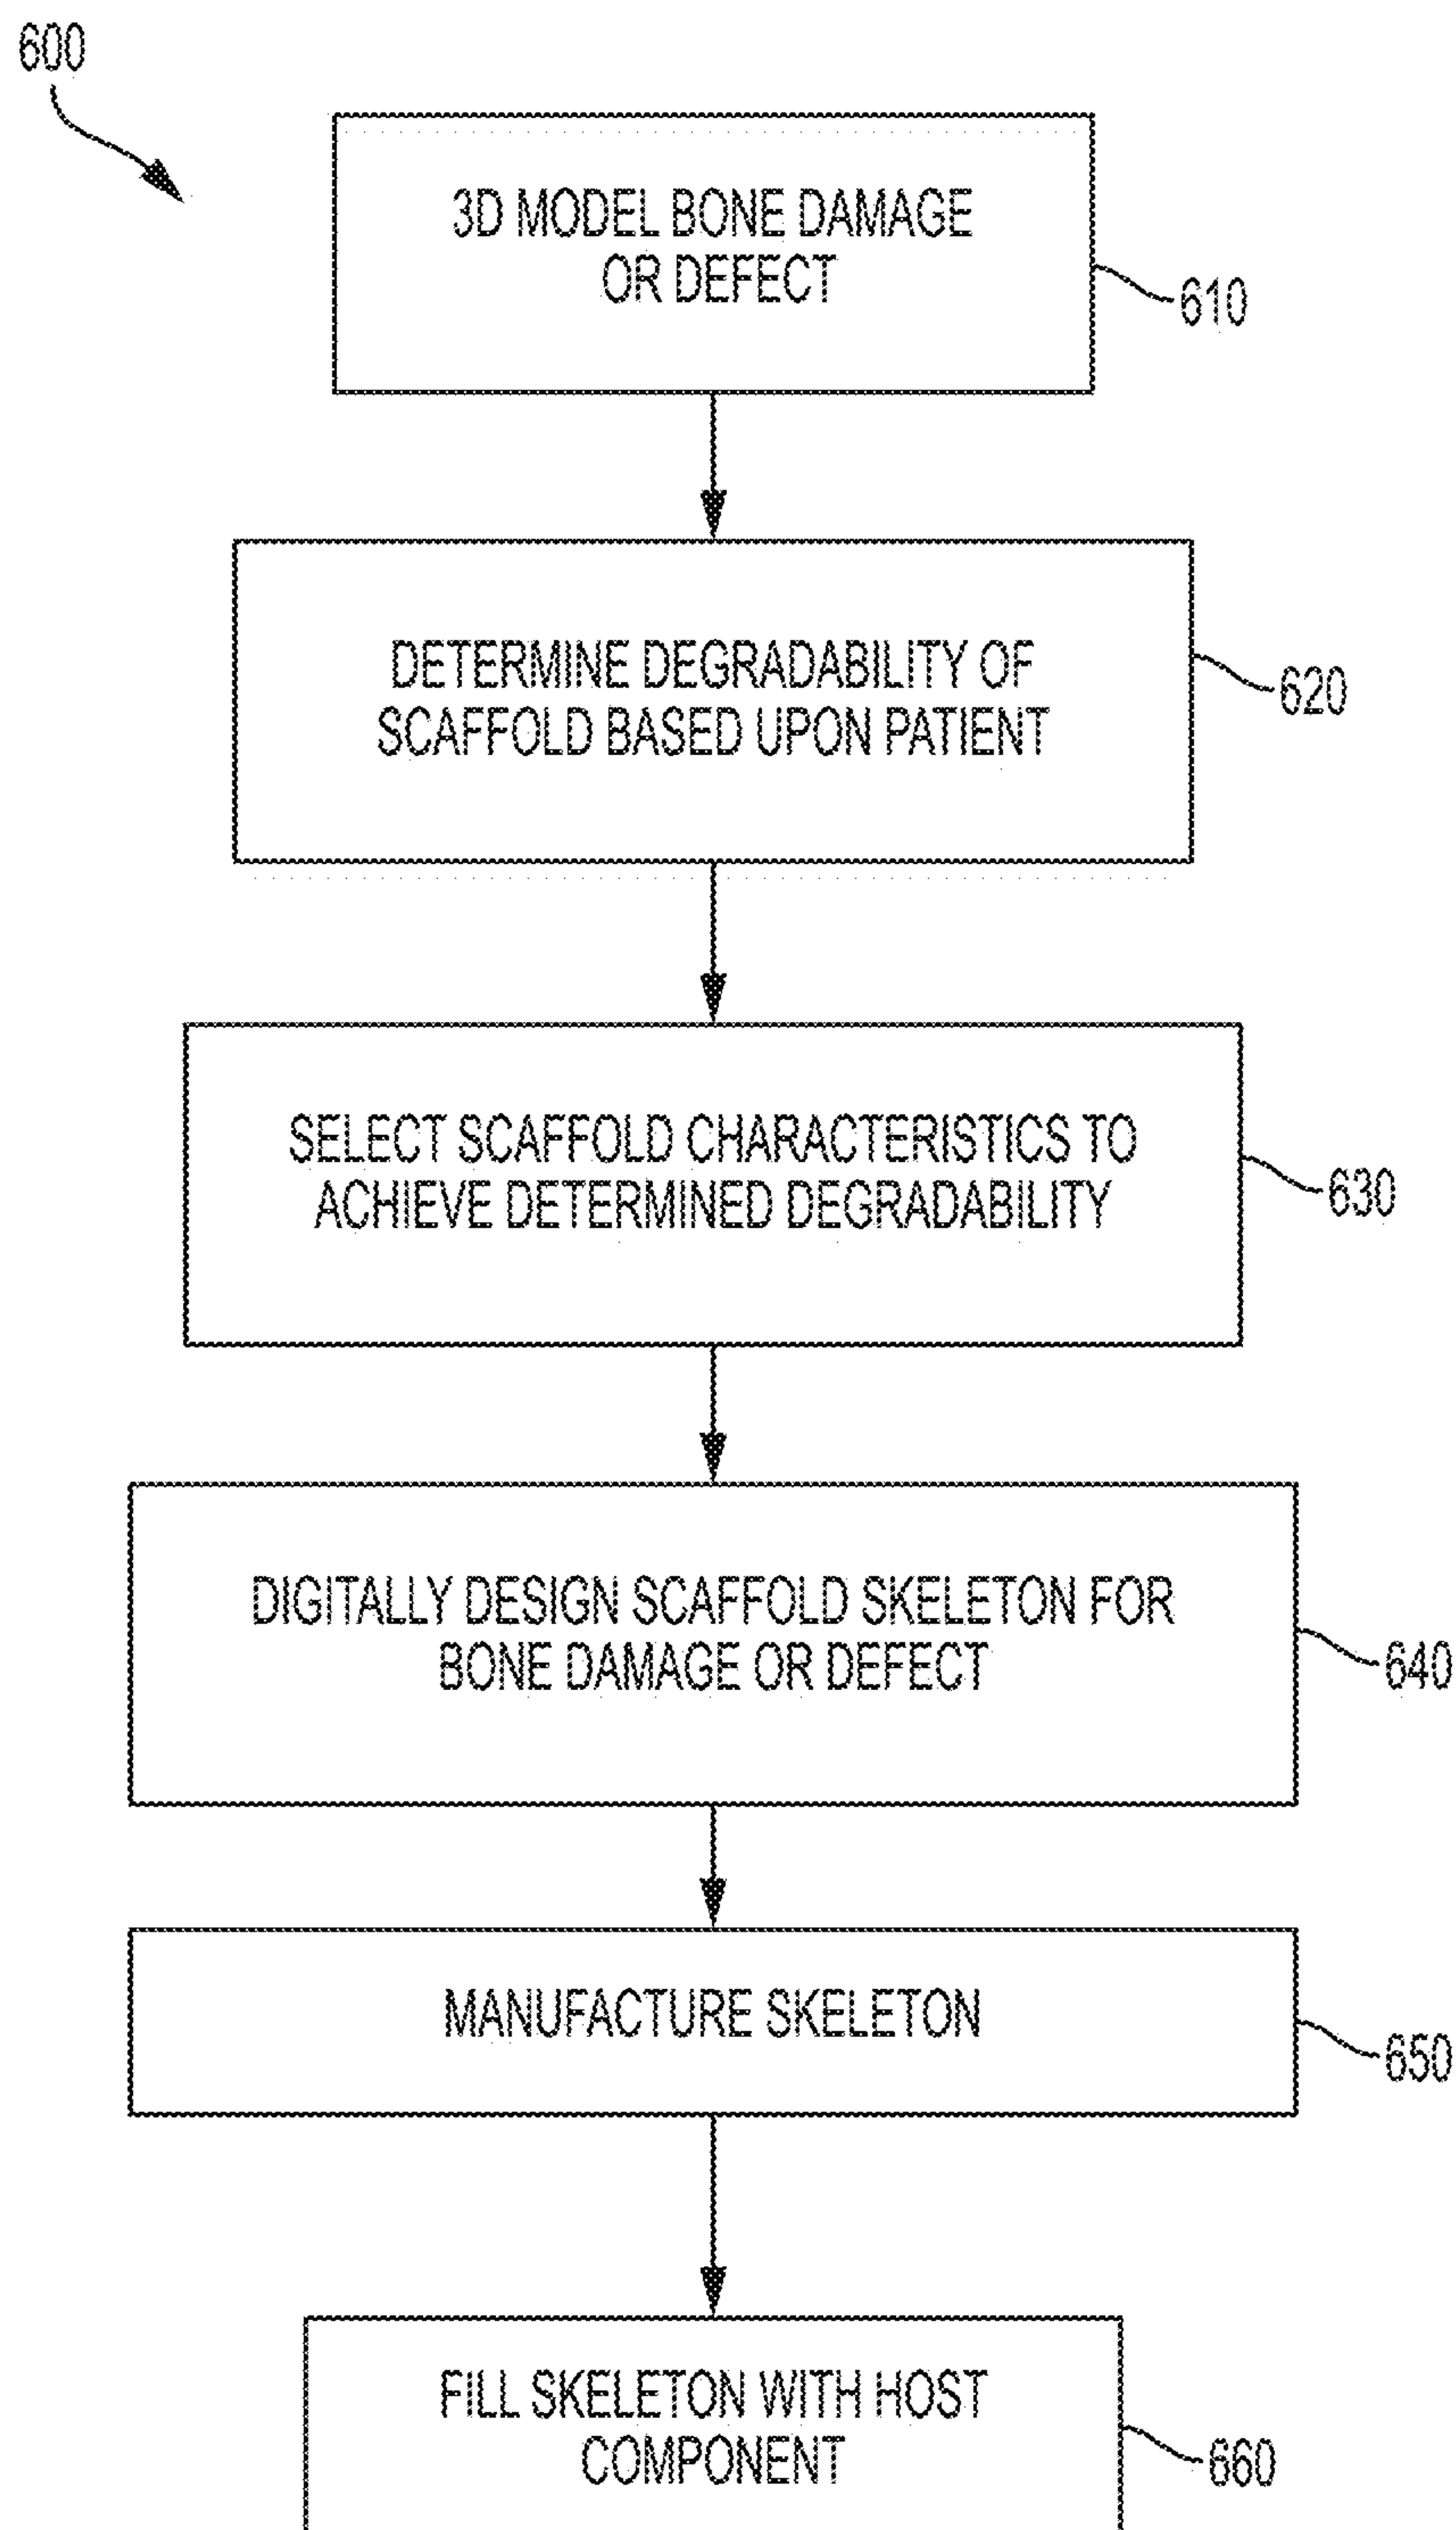 600
3D MODEL BONE DAMAGE
OR DEFECT
610
DETERMINE DEGRADABILITY OF
SCAFFOLD BASED UPON PATIENT
620
SELECT SCAFFOLD CHARACTERISTICS TO
ACHIEVE DETERMINED DEGRADABILITY
630
DIGITALLY DESIGN SCAFFOLD SKELETON FOR
BONE DAMAGE OR DEFECT
640
MANUFACTURE SKELETON
650
FILL SKELETON WITH HOST
COMPONENT
660